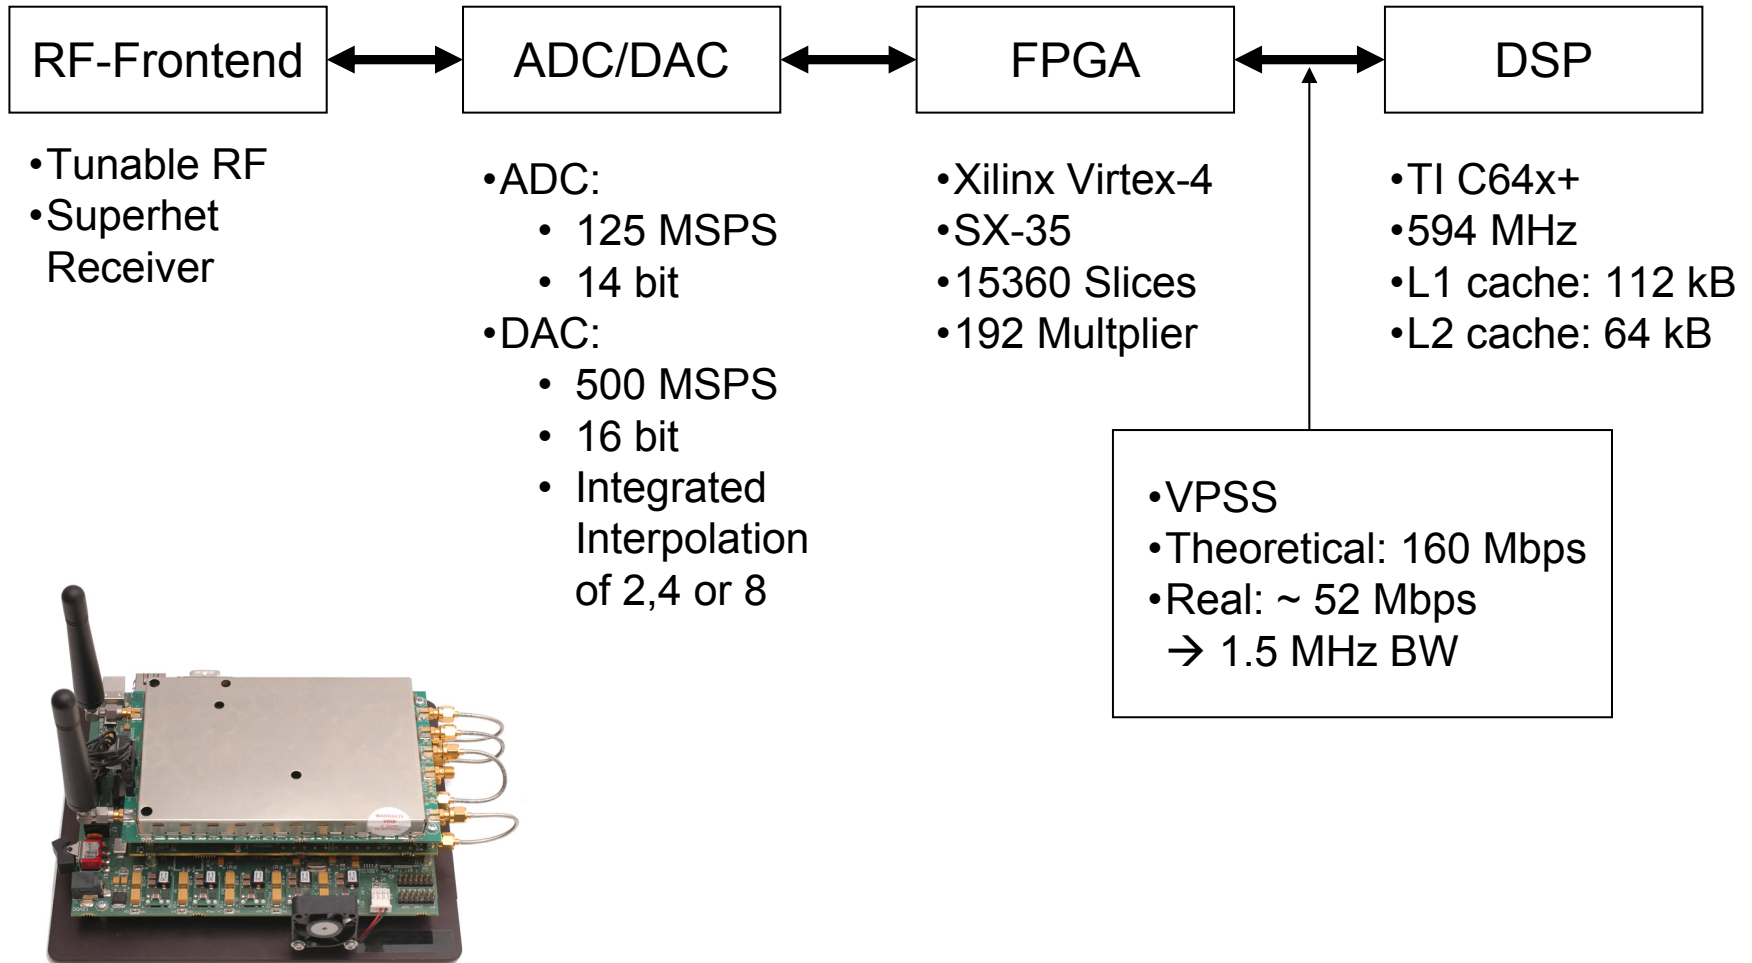 RF-Frontend
ADC/DAC
FPGA
DSP
•Tunable RF
•Superhet
Receiver
•ADC:
• 125 MSPS
• 14 bit
•DAC:
• 500 MSPS
• 16 bit
• Integrated
Interpolation
of 2,4 or 8
•Xilinx Virtex-4
•SX-35
•15360 Slices
•192 Multplier
•TI C64x+
•594 MHz
•L1 cache: 112 kB
•L2 cache: 64 kB
•VPSS
•Theoretical: 160 Mbps
•Real: ~ 52 Mbps
→ 1.5 MHz BW